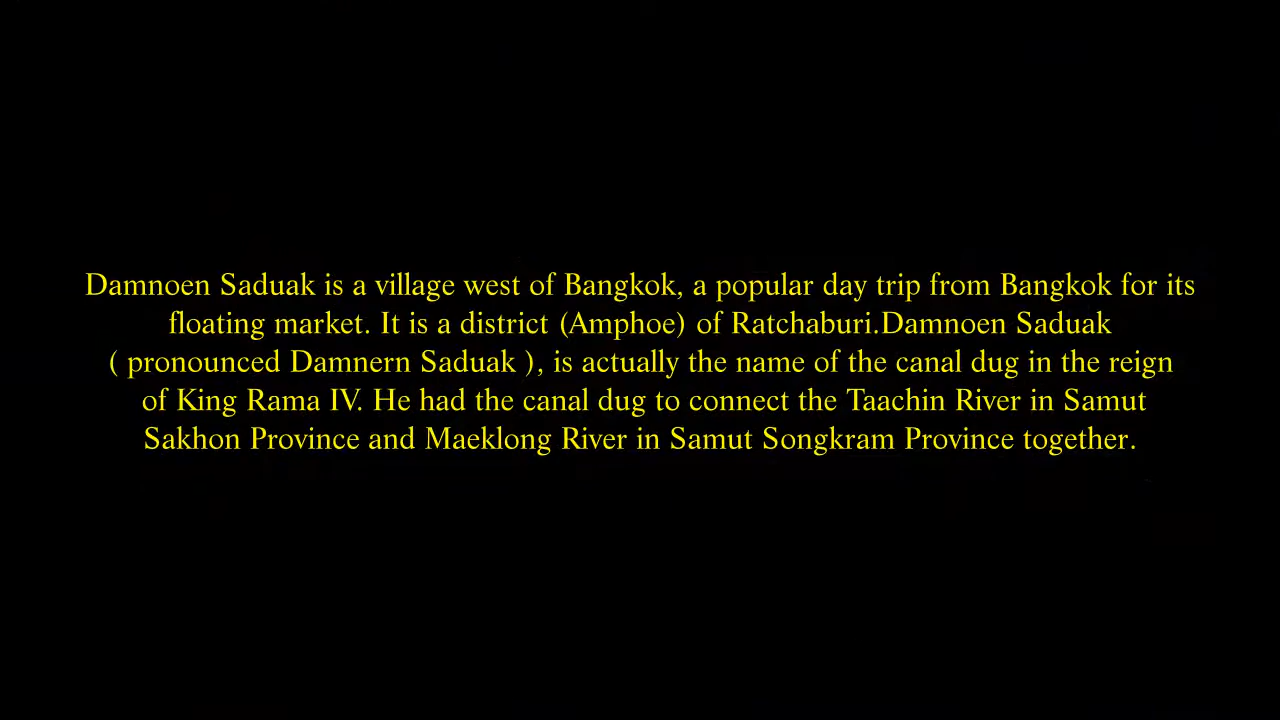 Damnoen Saduak is a village west of Bangkok, a popular day trip from Bangkok for its
floating market. It is a district (Amphoe) of Ratchaburi.Damnoen Saduak
( pronounced Damnern Saduak ), is actually the name of the canal dug in the reign
of King Rama IV. He had the canal dug to connect the Taachin River in Samut
Sakhon Province and Maeklong River in Samut Songkram Province together.